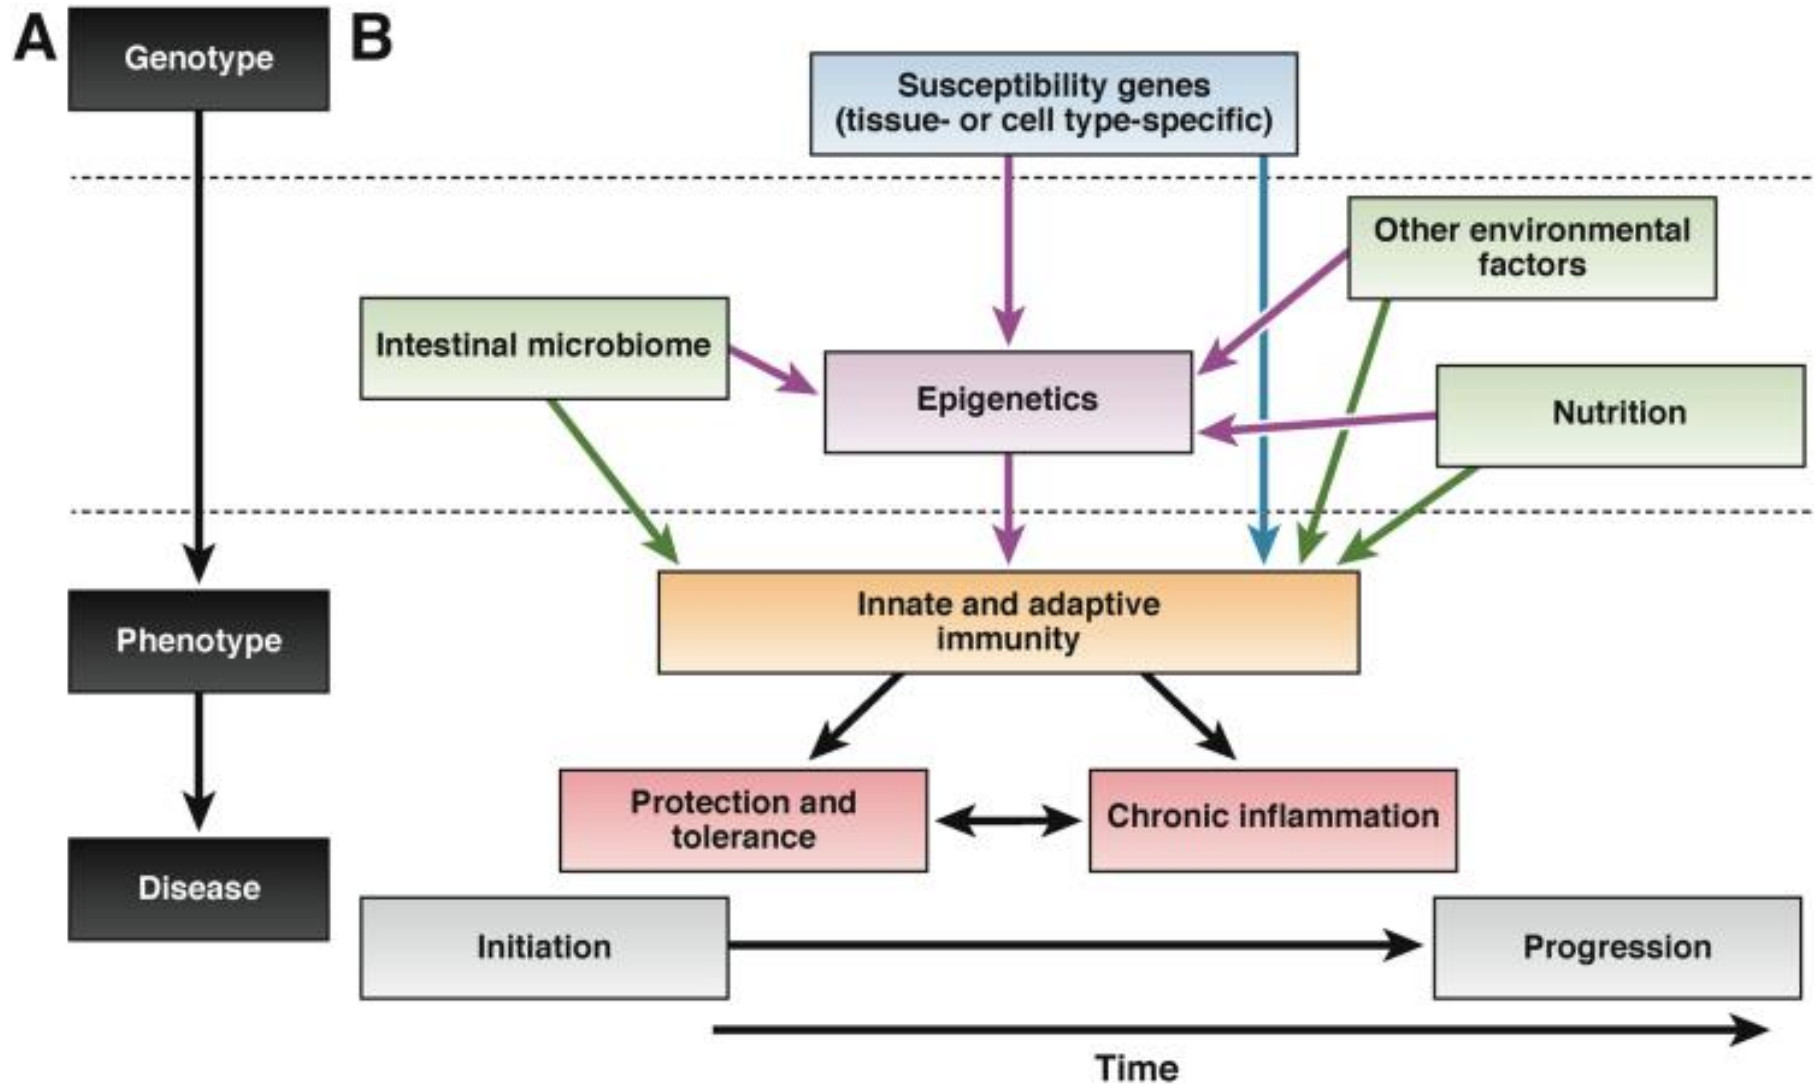 A
Genotype
Phenotype
Disease
B
Susceptibility genes
(tissue- or cell type-specific)
Other environmental
factors
Intestinal microbiome
Epigenetics
Nutrition
Innate and adaptive
immunity
Protection and
tolerance
Chronic inflammation
Initiation
Progression
Time